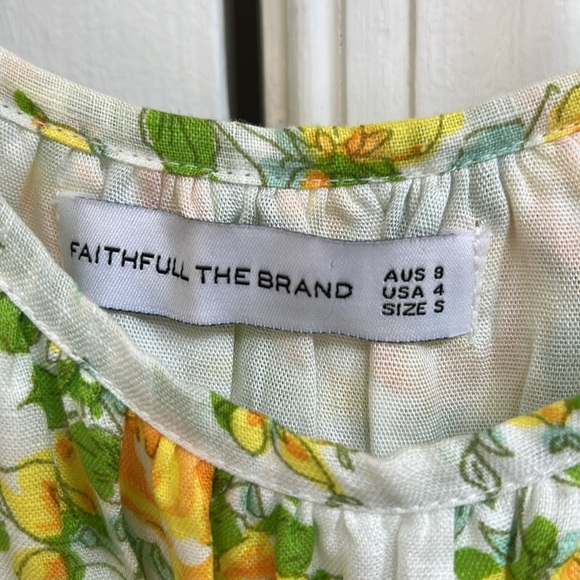 FAITHFULL THE BRAND
AUS 8
USA 4
SIZE S